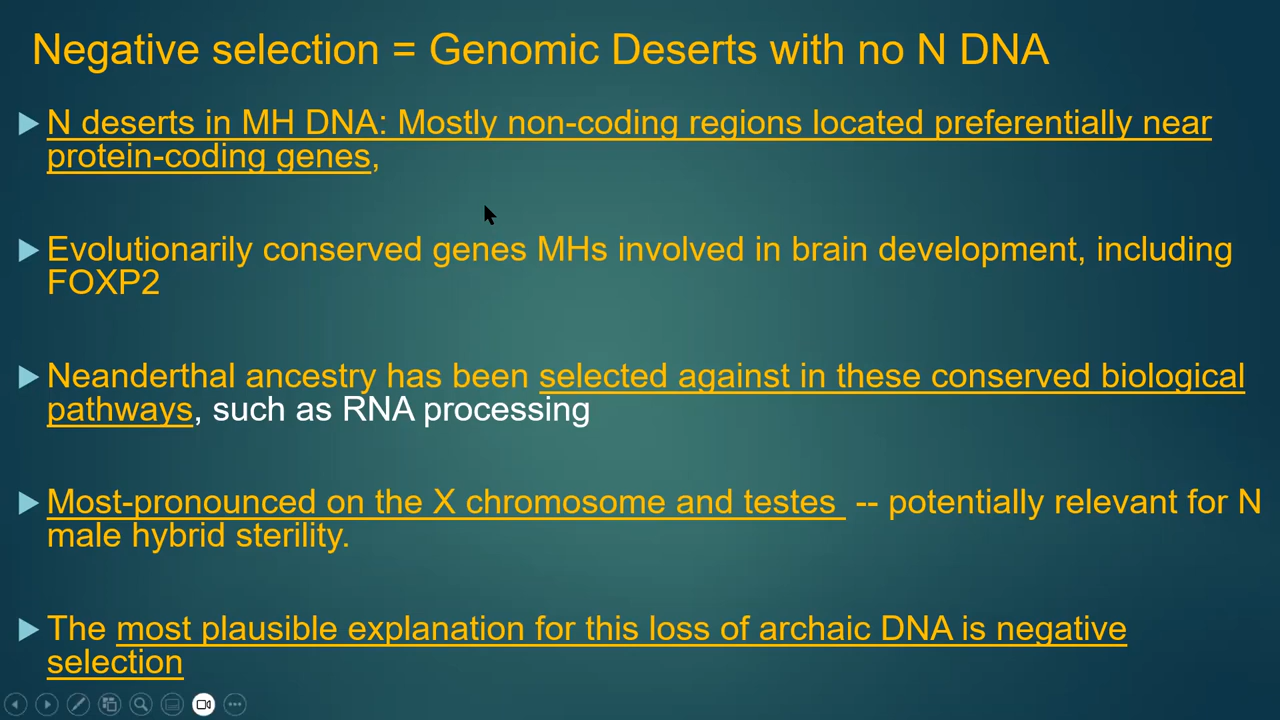 Negative selection = Genomic Deserts with no N DNA
N deserts in MH DNA: Mostly non-coding regions located preferentially near
protein-coding genes,
Evolutionarily conserved genes MHs involved in brain development, including
FOXP2
Neanderthal ancestry has been selected against in these conserved biological
pathways, such as RNA processing
Most-pronounced on the X chromosome and testes -- potentially relevant for N
male hybrid sterility.
The most plausible explanation for this loss of archaic DNA is negative
selection